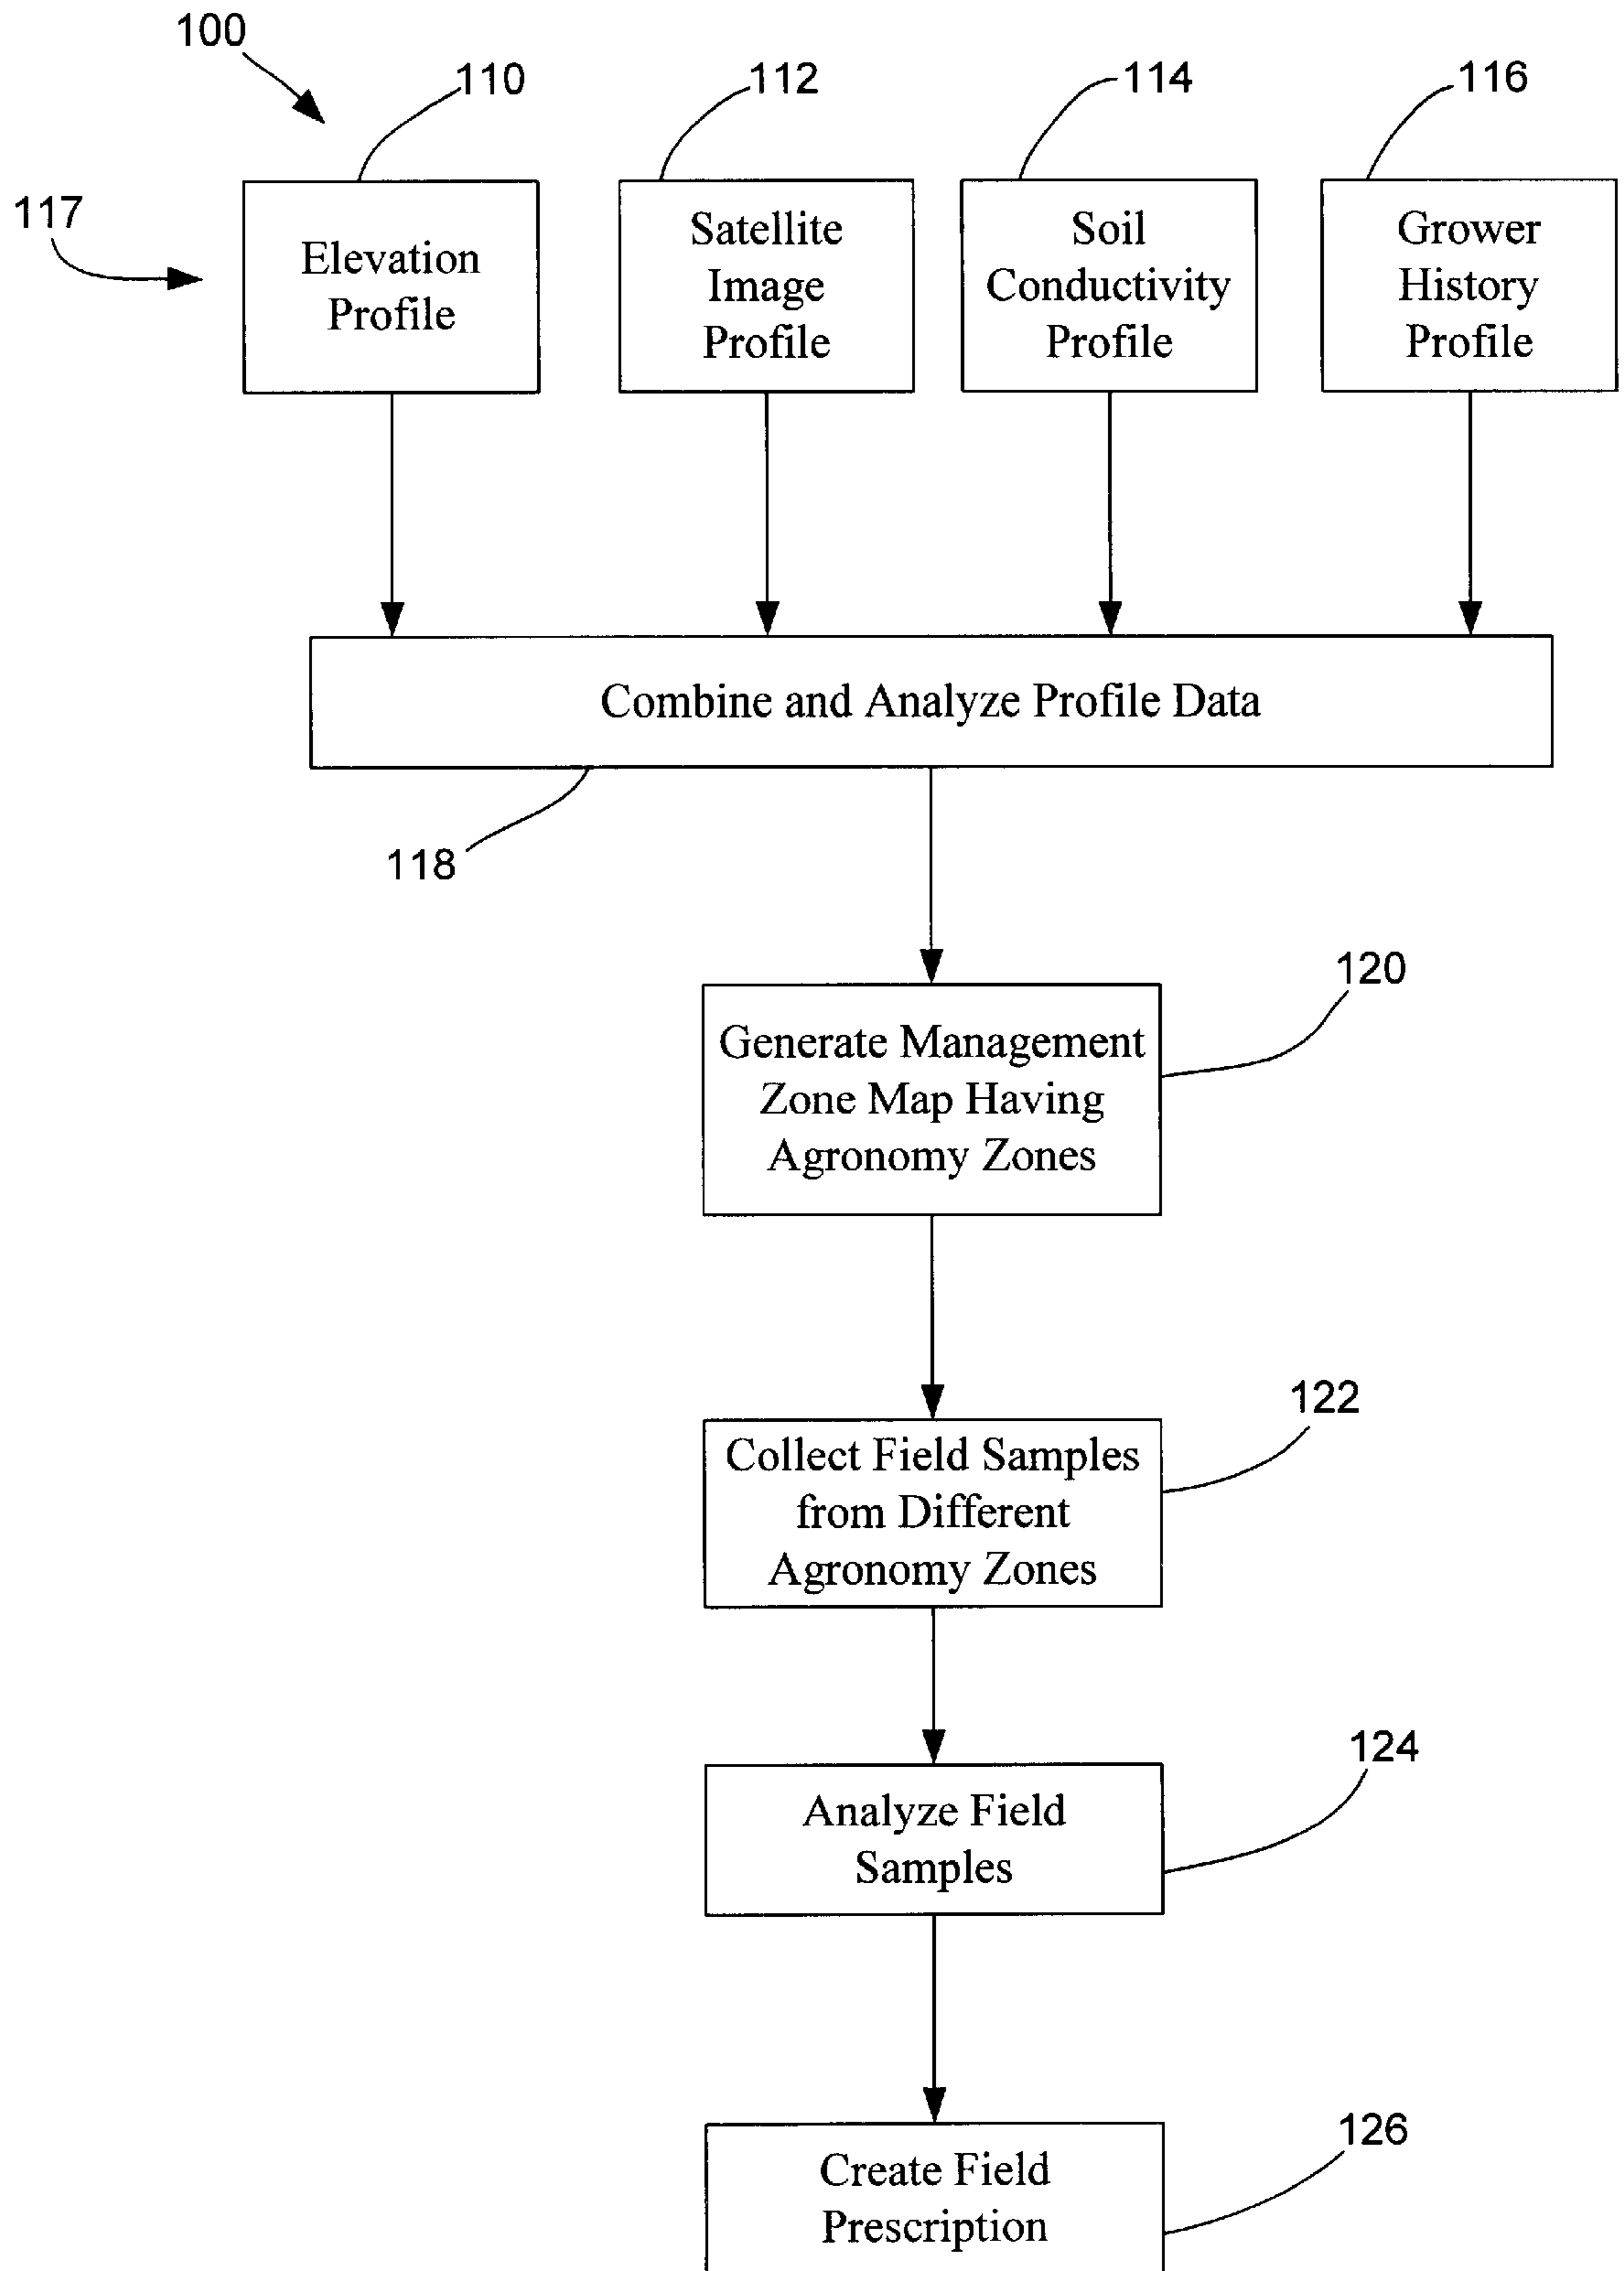 100
110
112
114
116
117
Elevation
Profile
Satellite
Image
Profile
Soil
Conductivity
Profile
Grower
History
Profile
Combine and Analyze Profile Data
118
120
Generate Management
Zone Map Having
Agronomy Zones
122
Collect Field Samples
from Different
Agronomy Zones
124
Analyze Field
Samples
126
Create Field
Prescription